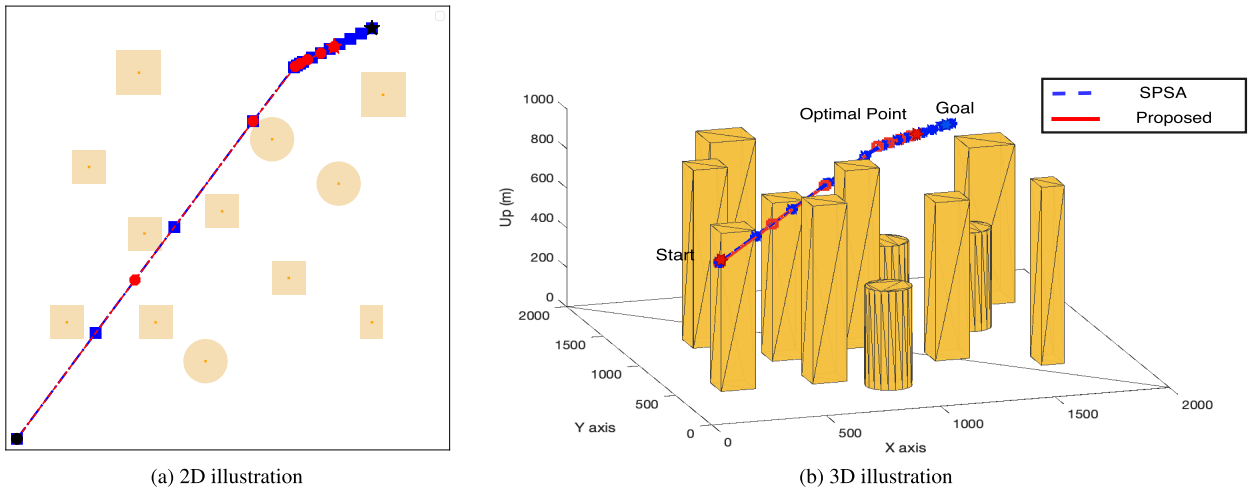 SPSA
Proposed
Optimal Point
Goal
Start
Up (m)
1000
800
600
400
200
0
2000
1500
1000
500
0
Y axis
0
500
1000
1500
2000
X axis
(a) 2D illustration
(b) 3D illustration